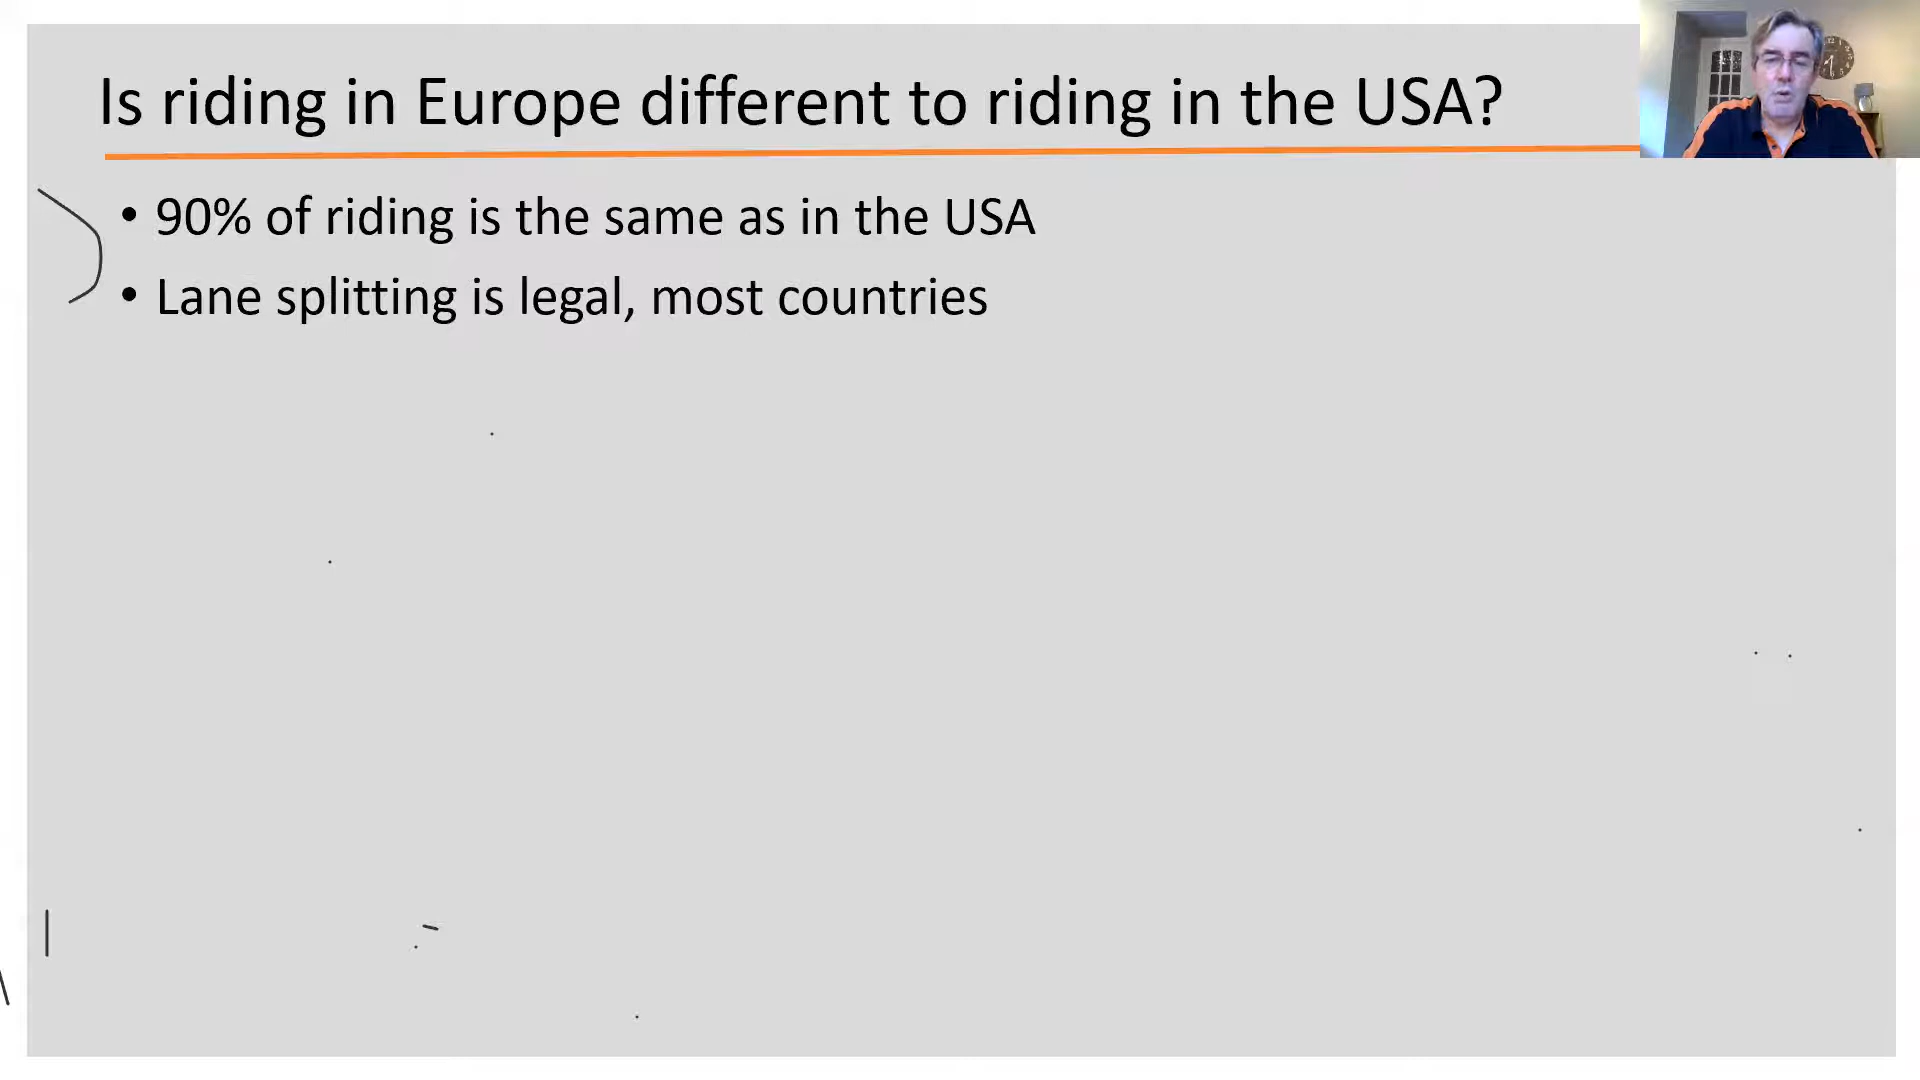 Is riding in Europe different to riding in the USA?
• 90% of riding is the same as in the USA
• Lane splitting is legal, most countries